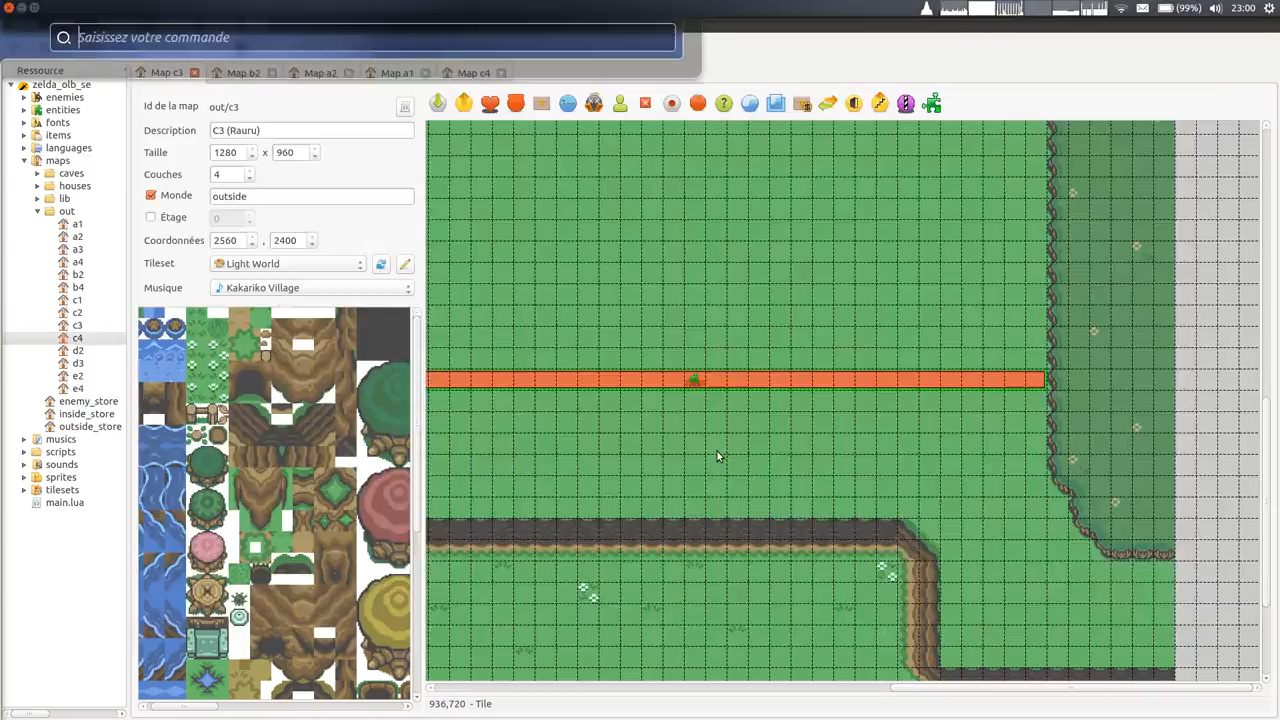 (99%)
23:00
Saisissez votre commande
Ressource
zelda_olb_se
enemies
entities
fonts
items
languages
maps
caves
houses
lib
out
a1
a2
a3
a4
b2
b4
c1
c2
c3
c4
d2
d3
e2
e4
enemy_store
inside_store
outside_store
musics
scripts
sounds
sprites
tilesets
main.lua
Map c3
Map b2
Map a2
Map a1
Map c4
Id de la map out/c3
Description C3 (Rauru)
Taille 1280 x 960
Couches 4
Monde outside
Étage 0
Coordonnées 2560 , 2400
Tileset Light World
Musique Kakariko Village
936,720 - Tile